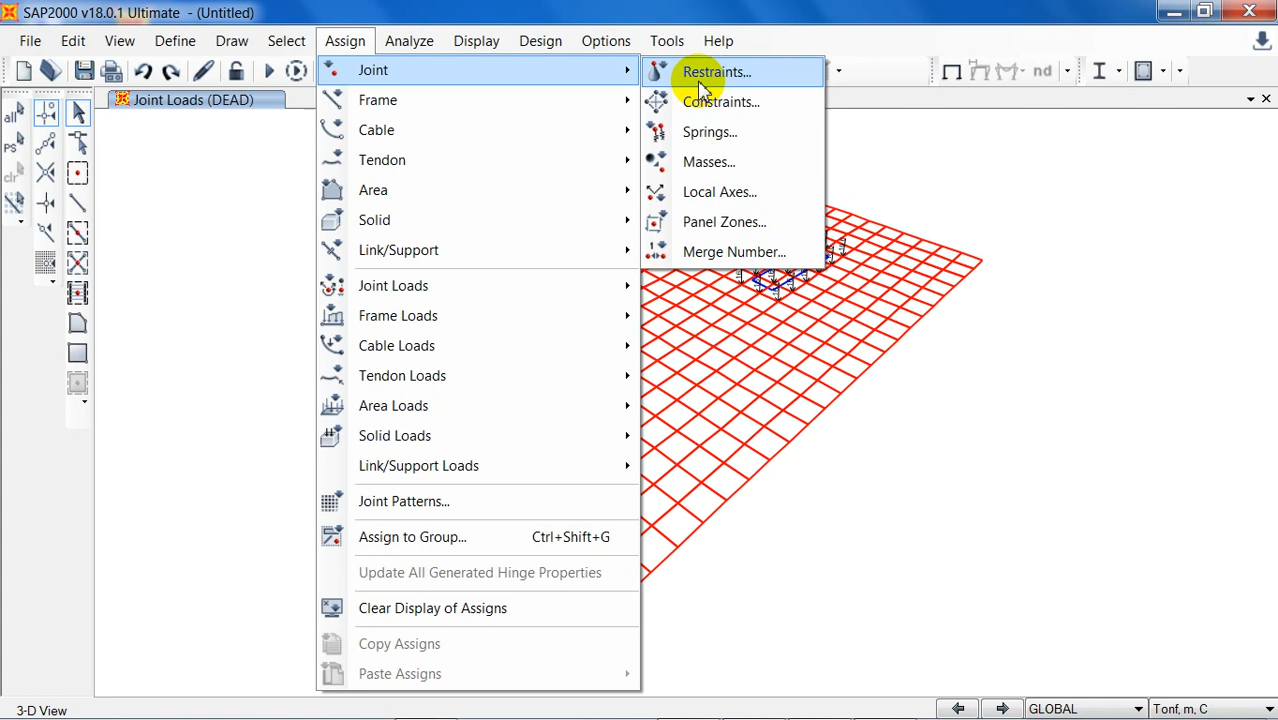 SAP2000 v18.0.1 Ultimate - (Untitled)
File Edit View Define Draw Select Assign Analyze Display Design Options Tools Help
nd
Joint Loads (DEAD)
all
PS
clr
Joint
Frame
Cable
Tendon
Area
Solid
Link/Support
Joint Loads
Frame Loads
Cable Loads
Tendon Loads
Area Loads
Solid Loads
Link/Support Loads
Joint Patterns...
Assign to Group... Ctrl+Shift+G
Update All Generated Hinge Properties
Clear Display of Assigns
Copy Assigns
Paste Assigns
Restraints...
Constraints...
Springs...
Masses...
Local Axes...
Panel Zones...
Merge Number...
3-D View
GLOBAL
Tonf, m, C